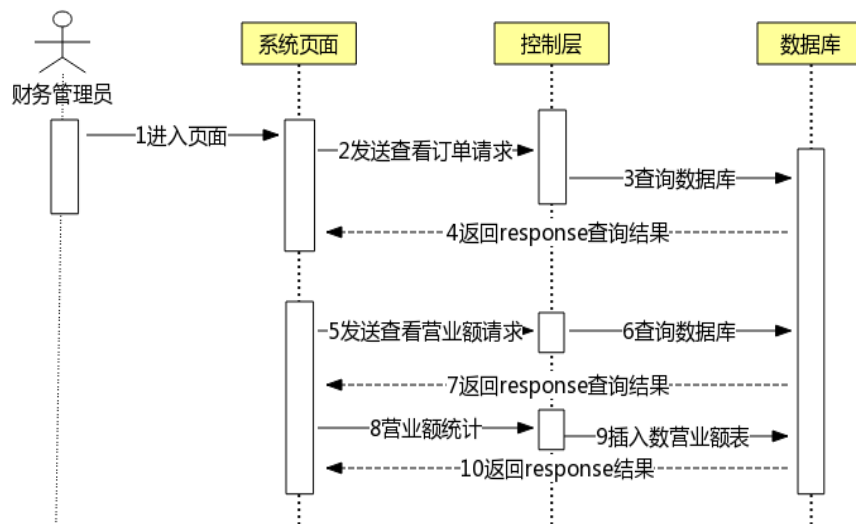 系统页面
控制层
数据库
财务管理员
1进入页面
2发送查看订单请求
3查询数据库
4返回response查询结果
5发送查看营业额请求
6查询数据库
7返回response查询结果
8营业额统计
9插入数营业额表
10返回response结果